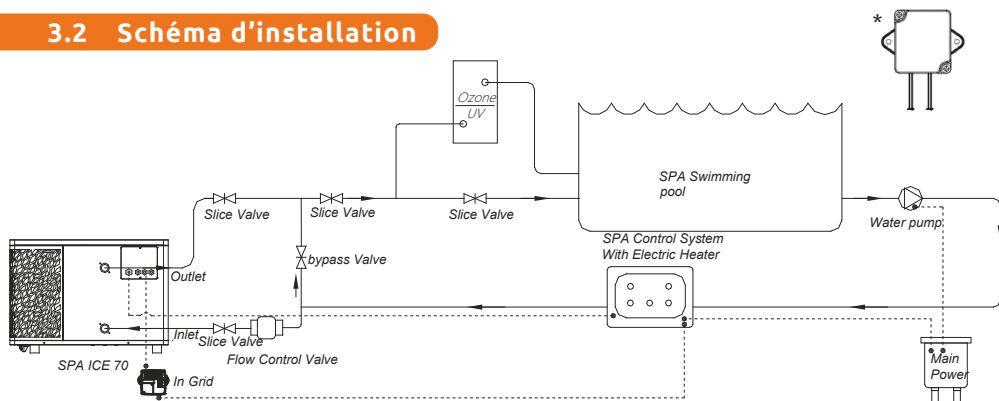 3.2 Schéma d'installation
*
Ozone
UV
SPA Swimming
pool
Slice Valve
Slice Valve
Slice Valve
Water pump
SPA Control System
With Electric Heater
bypass Valve
Outlet
Inlet
Slice Valve
Flow Control Valve
SPA ICE 70
In Grid
Main
Power